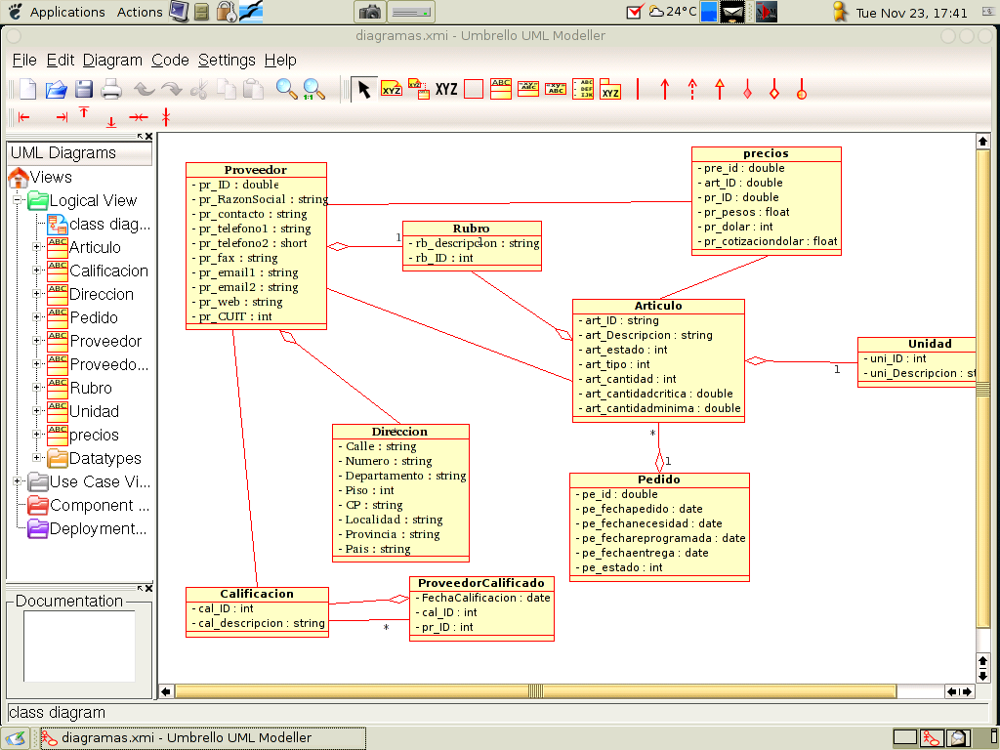 Applications Actions 24°C Tue Nov 23, 17:41
diagramas.xmi - Umbrello UML Modeller
File Edit Diagram Code Settings Help
XYZ XYZ
1:1
UML Diagrams
Views
Logical View
class diag...
Articulo
Calificacion
Direccion
Pedido
Proveedor
Proveedo...
Rubro
Unidad
precios
Datatypes
Use Case Vi...
Component ...
Deployment...
Documentation
Proveedor
- pr_ID : double
- pr_RazonSocial : string
- pr_contacto : string
- pr_telefono1 : string
- pr_telefono2 : short
- pr_fax : string
- pr_email1 : string
- pr_email2 : string
- pr_web : string
- pr_CUIT : int
1
Rubro
- rb_descripcion : string
- rb_ID : int
precios
- pre_id : double
- art_ID : double
- pr_ID : double
- pr_pesos : float
- pr_dolar : int
- pr_cotizaciondolar : float
Articulo
- art_ID : string
- art_Descripcion : string
- art_estado : int
- art_tipo : int
- art_cantidad : int
- art_cantidadcritica : double
- art_cantidadminima : double
1
Unidad
- uni_ID : int
- uni_Descripcion : st
*
1
Pedido
- pe_id : double
- pe_fechapedido : date
- pe_fechanecesidad : date
- pe_fechareprogramada : date
- pe_fechaentrega : date
- pe_estado : int
Direccion
- Calle : string
- Numero : string
- Departamento : string
- Piso : int
- CP : string
- Localidad : string
- Provincia : string
- Pais : string
Calificacion
- cal_ID : int
- cal_descripcion : string
*
ProveedorCalificado
- FechaCalificacion : date
- cal_ID : int
- pr_ID : int
class diagram
diagramas.xmi - Umbrello UML Modeller